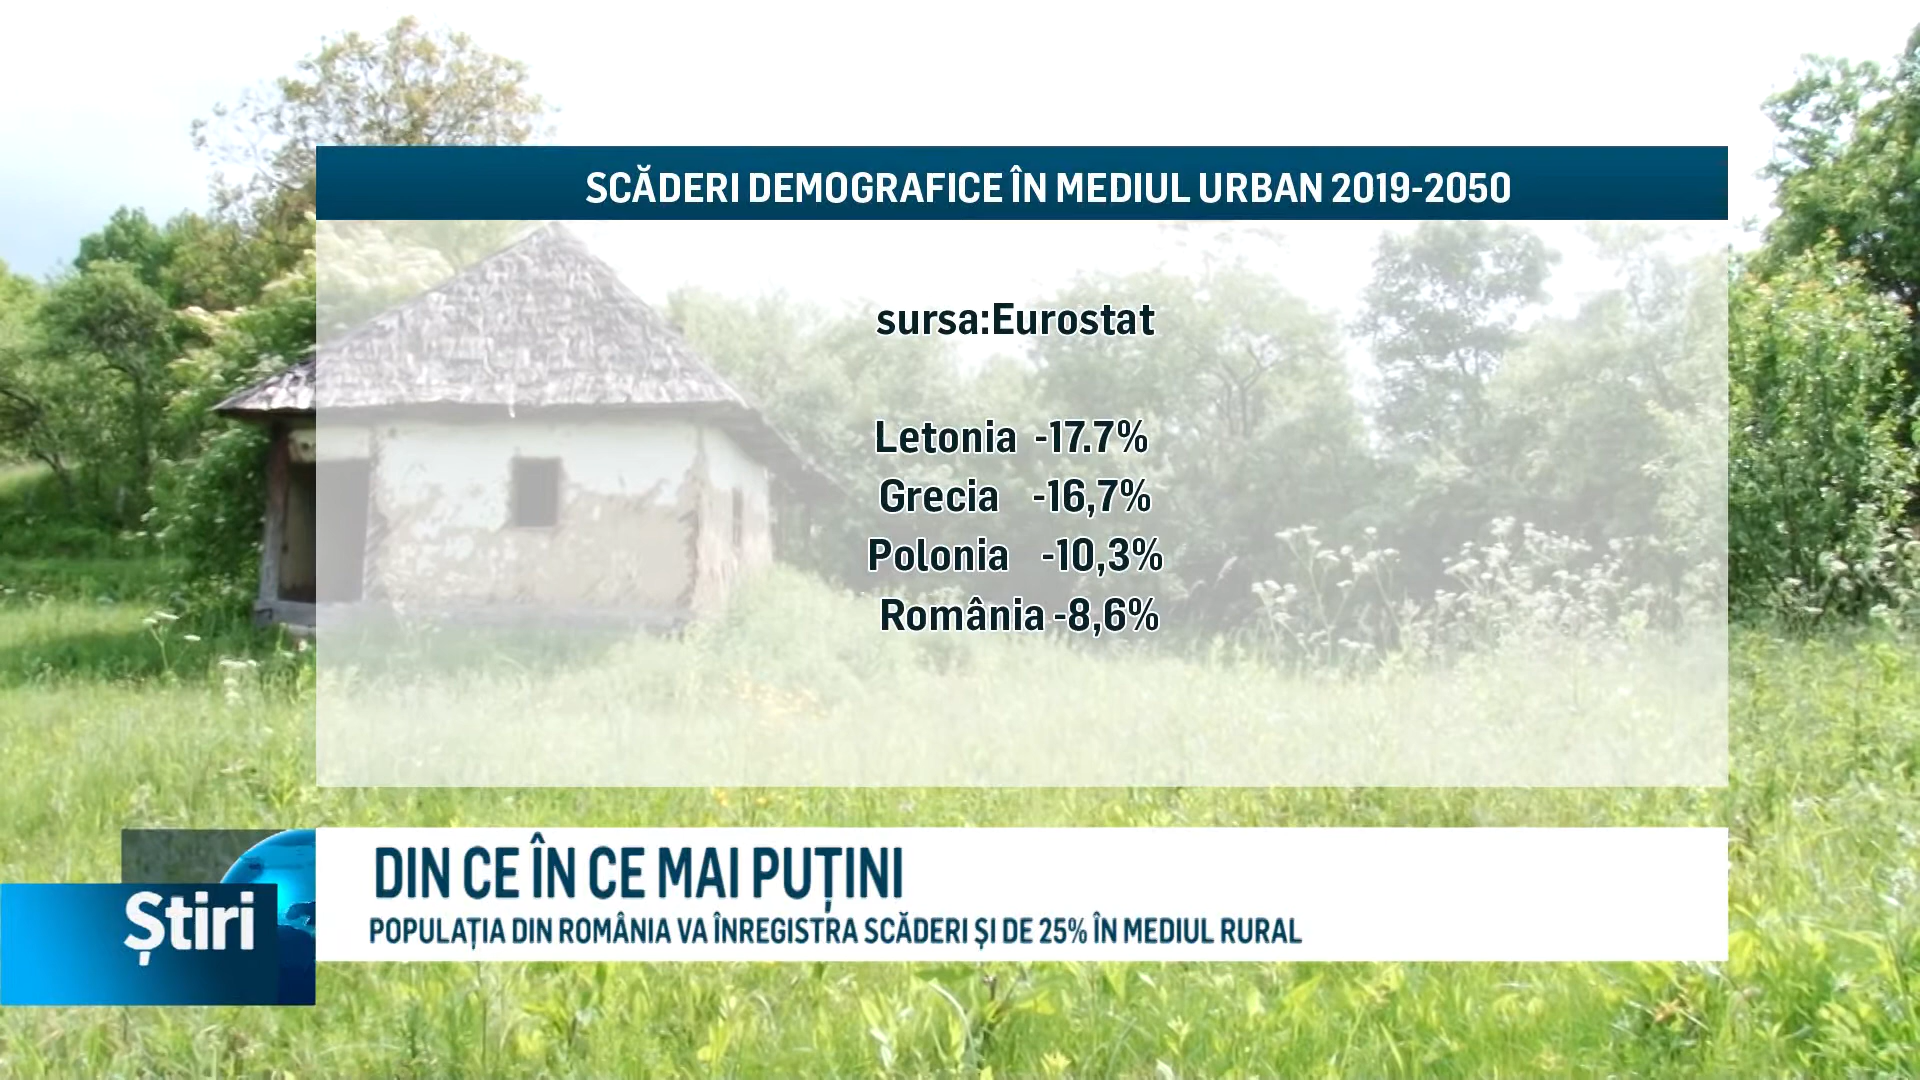 SCĂDERI DEMOGRAFICE ÎN MEDIUL URBAN 2019-2050
sursa:Eurostat
Letonia -17.7%
Grecia -16,7%
Polonia -10,3%
România -8,6%
DIN CE ÎN CE MAI PUȚINI
POPULAȚIA DIN ROMÂNIA VA ÎNREGISTRA SCĂDERI ȘI DE 25% ÎN MEDIUL RURAL
Știri